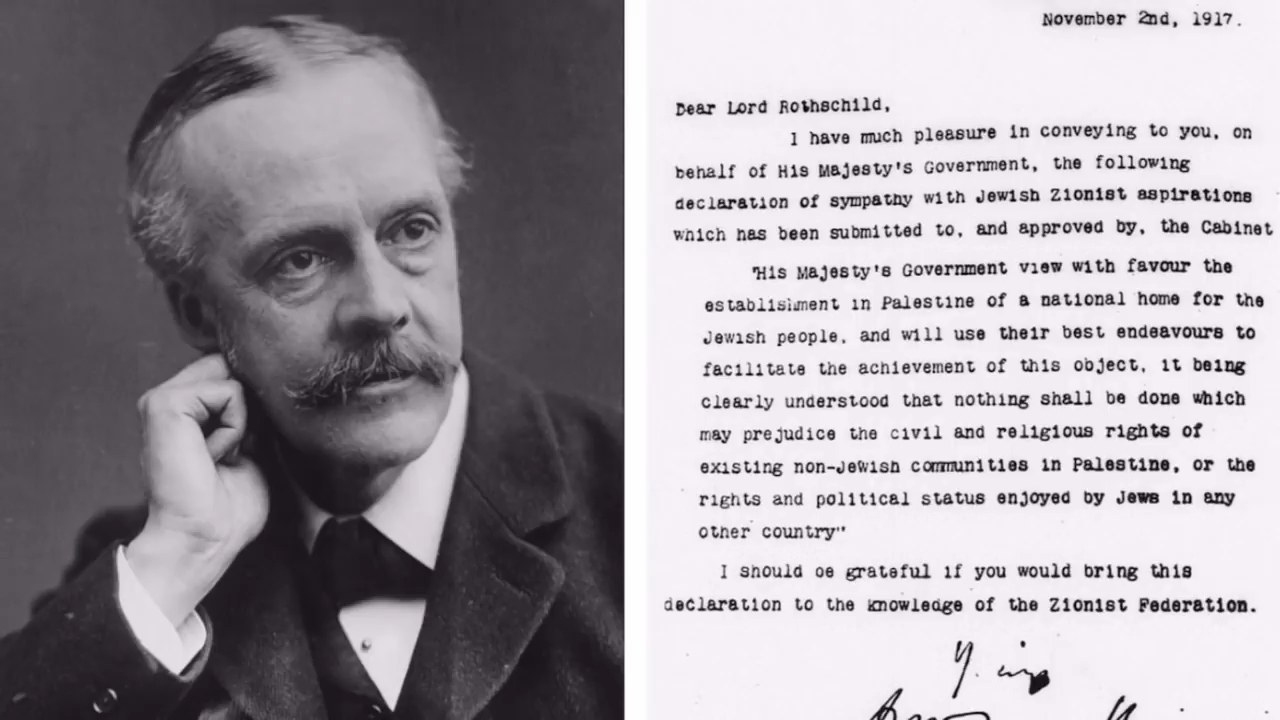 November 2nd, 1917.
Dear Lord Rothschild,
I have much pleasure in conveying to you, on
behalf of His Majesty's Government, the following
declaration of sympathy with Jewish Zionist aspirations
which has been submitted to, and approved by, the Cabinet
"His Majesty's Government view with favour the
establishment in Palestine of a national home for the
Jewish people, and will use their best endeavours to
facilitate the achievement of this object, it being
clearly understood that nothing shall be done which
may prejudice the civil and religious rights of
existing non-Jewish communities in Palestine, or the
rights and political status enjoyed by Jews in any
other country"
I should be grateful if you would bring this
declaration to the knowledge of the Zionist Federation.